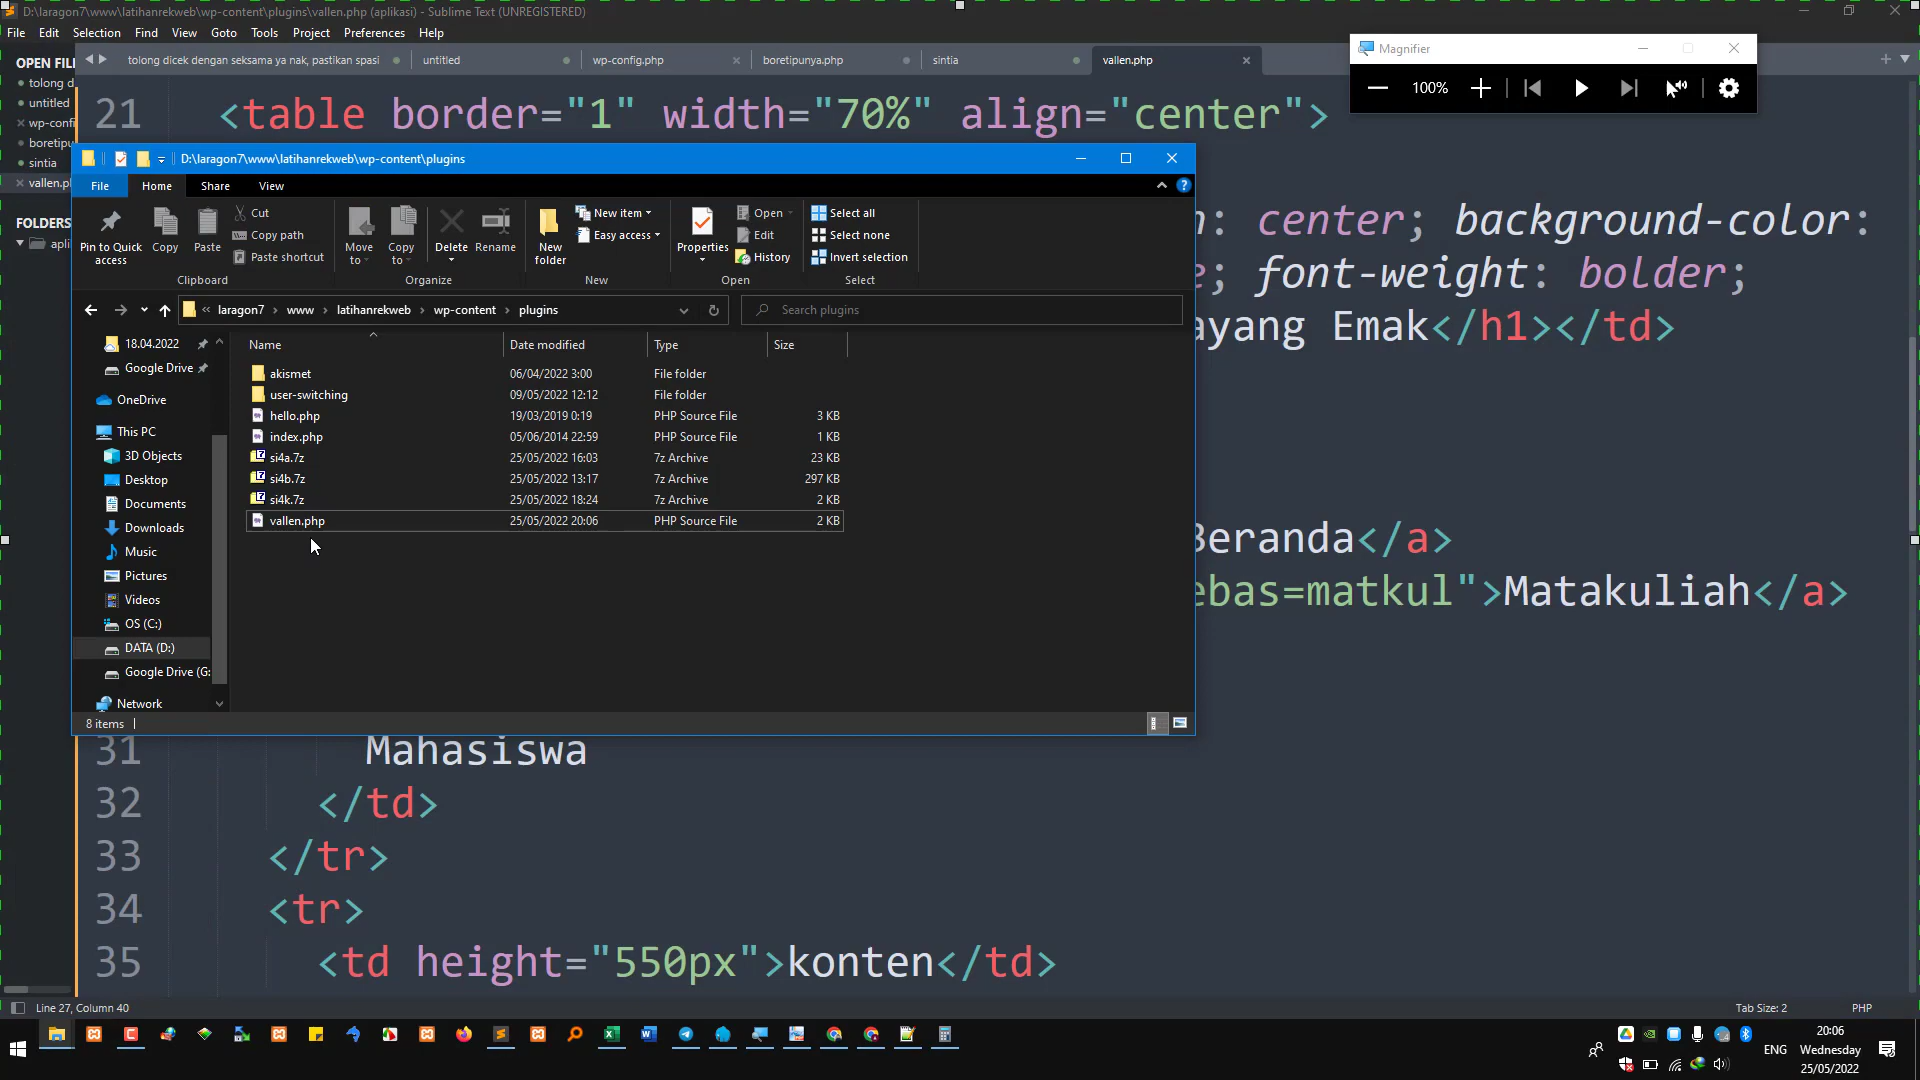 D:\laragon7\www\latihanrekweb\wp-content\plugins\vallen.php (aplikasi) - Sublime Text (UNREGISTERED)
File Edit Selection Find View Goto Tools Project Preferences Help
OPEN FIL
tolong d
untitled
wp-confi
boretipu
sintia
vallen.p
FOLDERS
apli
tolong dicek dengan seksama ya nak, pastikan spasi
untitled
wp-config.php
boretipunya.php
sintia
vallen.php
Magnifier
100%
21 <table border="1" width="70%" align="center">
: center; background-color:
; font-weight: bolder;
ayang Emak</h1></td>
Beranda</a>
ebas=matkul">Matakuliah</a>
31 Mahasiswa
32 </td>
33 </tr>
34 <tr>
35 <td height="550px">konten</td>
D:\laragon7\www\latihanrekweb\wp-content\plugins
File Home Share View
Pin to Quick access
Copy
Paste
Cut
Copy path
Paste shortcut
Clipboard
Move to
Copy to
Delete
Rename
Organize
New folder
New item
Easy access
New
Properties
Open
Edit
History
Open
Select all
Select none
Invert selection
Select
« laragon7 › www › latihanrekweb › wp-content › plugins
Search plugins
18.04.2022
Google Drive
OneDrive
This PC
3D Objects
Desktop
Documents
Downloads
Music
Pictures
Videos
OS (C:)
DATA (D:)
Google Drive (G:
Network
Name Date modified Type Size
akismet 06/04/2022 3:00 File folder
user-switching 09/05/2022 12:12 File folder
hello.php 19/03/2019 0:19 PHP Source File 3 KB
index.php 05/06/2014 22:59 PHP Source File 1 KB
si4a.7z 25/05/2022 16:03 7z Archive 23 KB
si4b.7z 25/05/2022 13:17 7z Archive 297 KB
si4k.7z 25/05/2022 18:24 7z Archive 2 KB
vallen.php 25/05/2022 20:06 PHP Source File 2 KB
8 items
Line 27, Column 40
Tab Size: 2
PHP
ENG
20:06
Wednesday
25/05/2022